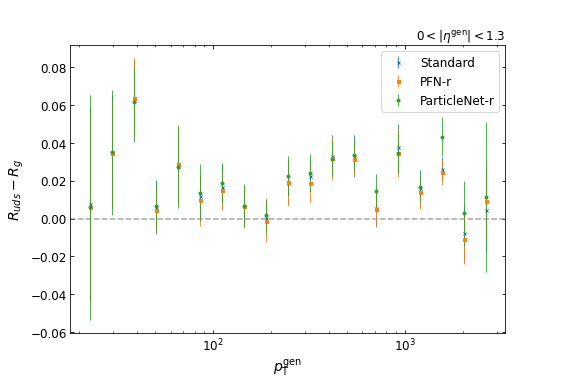 0 < |η^gen| < 1.3
Standard
PFN-r
ParticleNet-r
0.08
0.06
0.04
0.02
0.00
−0.02
−0.04
−0.06
R_uds − R_g
10^2
10^3
p_T^gen